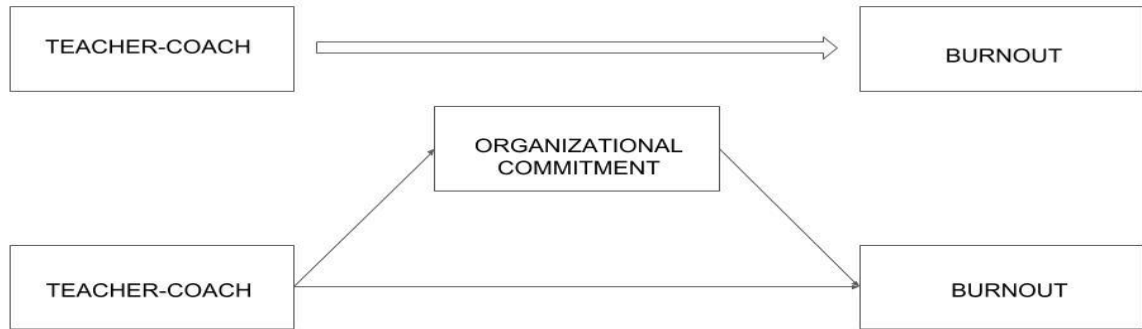 TEACHER-COACH
BURNOUT
ORGANIZATIONAL
COMMITMENT
TEACHER-COACH
BURNOUT